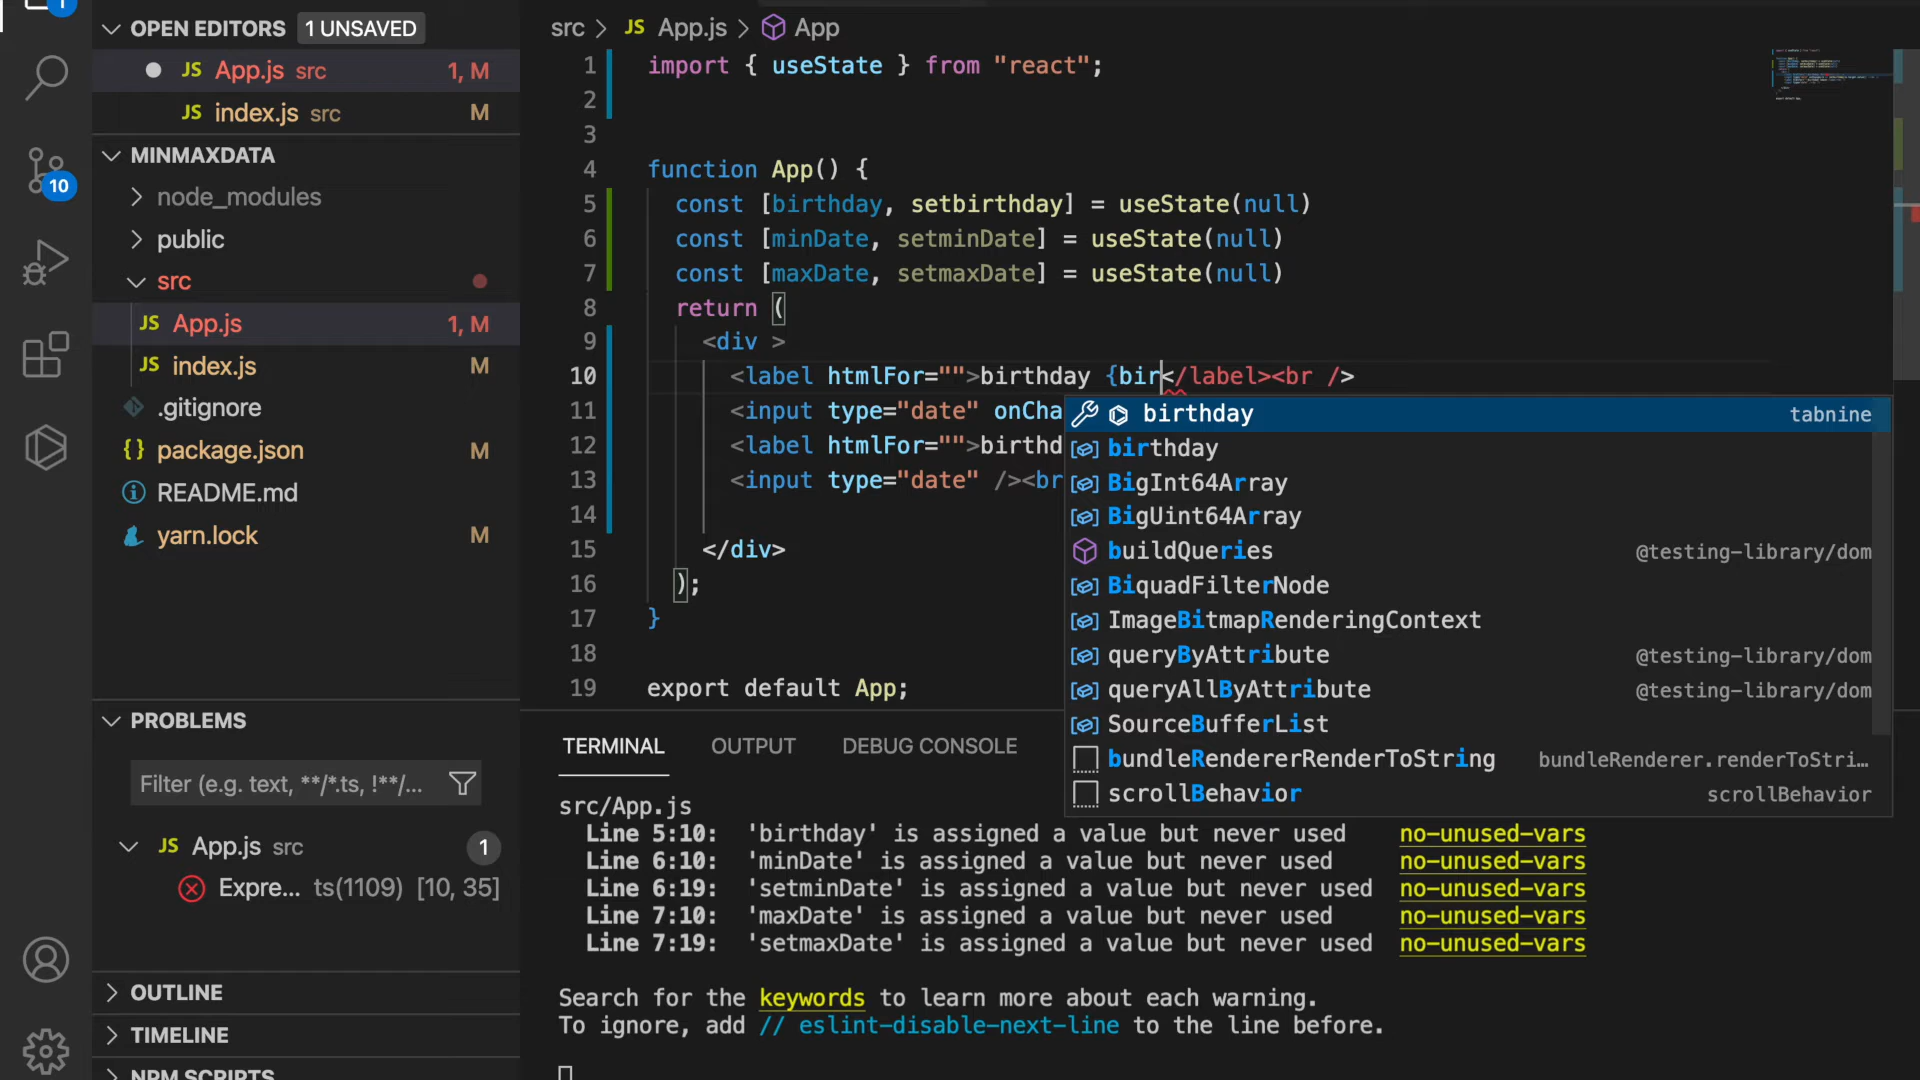 1
OPEN EDITORS 1 UNSAVED
JS App.js src 1, M
JS index.js src M
MINMAXDATA
10
node_modules
public
src
JS App.js 1, M
JS index.js M
.gitignore
{} package.json M
README.md
yarn.lock M
PROBLEMS
Filter (e.g. text, **/*.ts, !**/...
JS App.js src 1
Expre... ts(1109) [10, 35]
OUTLINE
TIMELINE
NPM SCRIPTS
src > JS App.js > App
1 import { useState } from "react";
2
3
4 function App() {
5 const [birthday, setbirthday] = useState(null)
6 const [minDate, setminDate] = useState(null)
7 const [maxDate, setmaxDate] = useState(null)
8 return (
9 <div >
10 <label htmlFor="">birthday {bir</label><br />
11 <input type="date" onCha
12 <label htmlFor="">birthd
13 <input type="date" /><br
14
15 </div>
16 );
17 }
18
19 export default App;
birthday tabnine
birthday
BigInt64Array
BigUint64Array
buildQueries @testing-library/dom
BiquadFilterNode
ImageBitmapRenderingContext
queryByAttribute @testing-library/dom
queryAllByAttribute @testing-library/dom
SourceBufferList
bundleRendererRenderToString bundleRenderer.renderToStri...
scrollBehavior scrollBehavior
TERMINAL OUTPUT DEBUG CONSOLE
src/App.js
Line 5:10: 'birthday' is assigned a value but never used no-unused-vars
Line 6:10: 'minDate' is assigned a value but never used no-unused-vars
Line 6:19: 'setminDate' is assigned a value but never used no-unused-vars
Line 7:10: 'maxDate' is assigned a value but never used no-unused-vars
Line 7:19: 'setmaxDate' is assigned a value but never used no-unused-vars
Search for the keywords to learn more about each warning.
To ignore, add // eslint-disable-next-line to the line before.